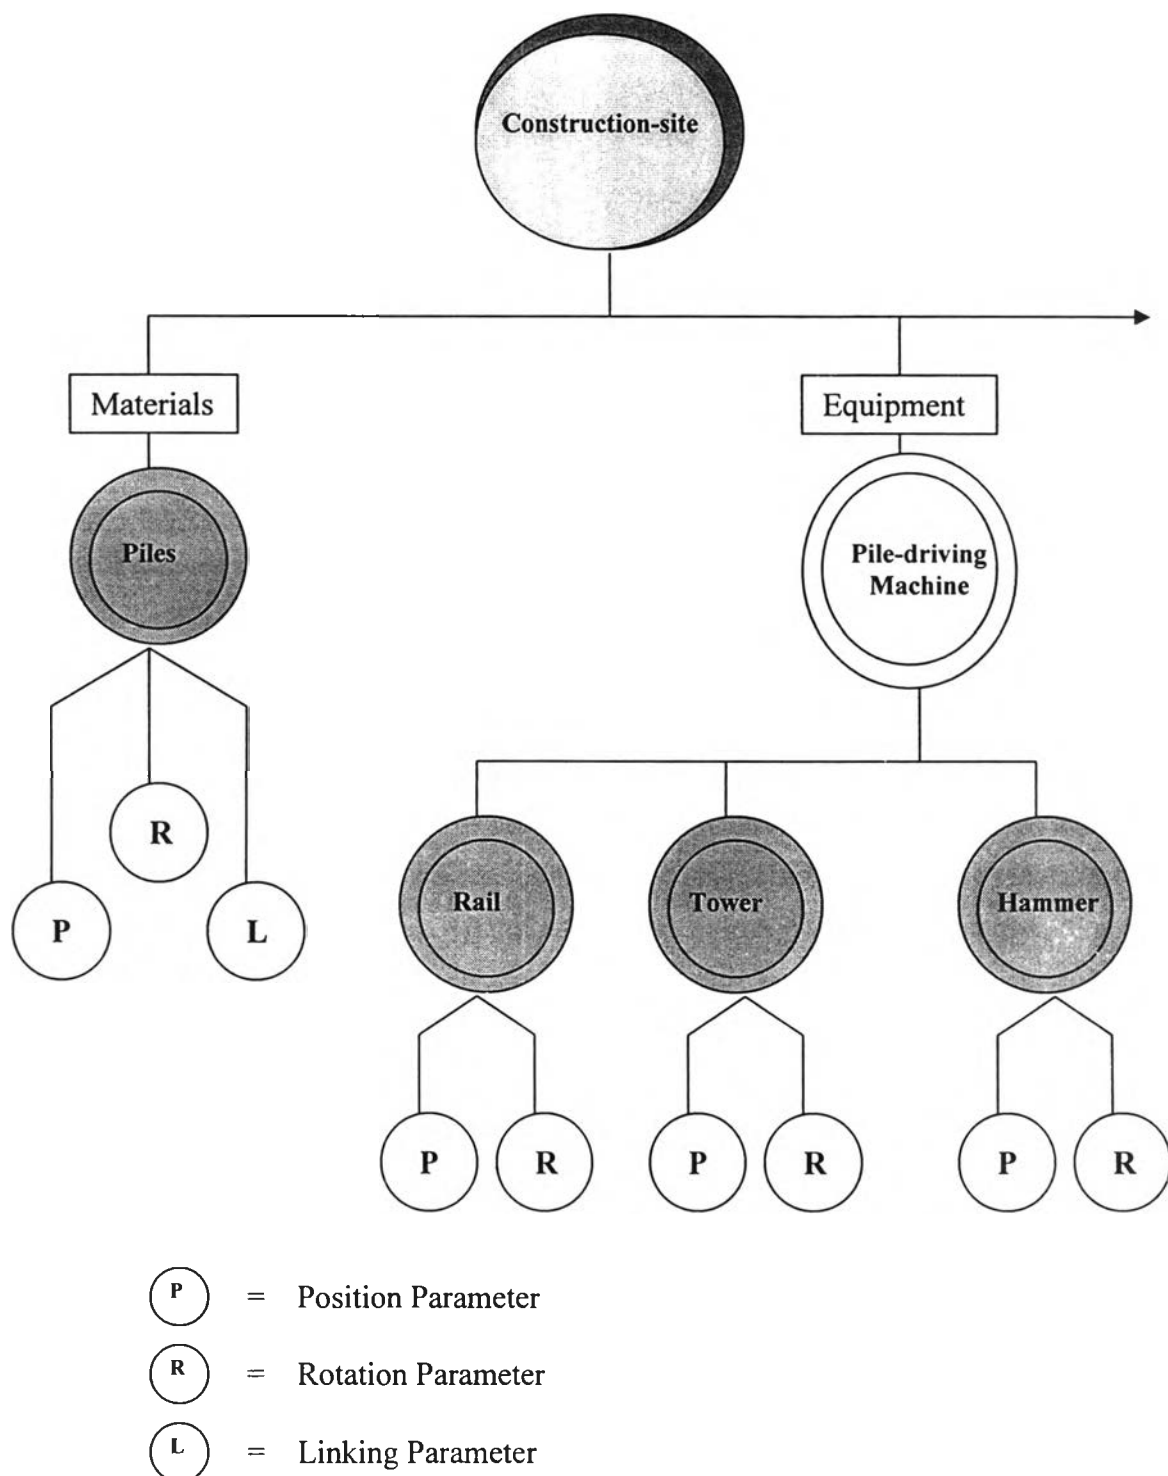 Construction-site
Materials
Equipment
Piles
Pile-driving
Machine
R
P
L
Rail
Tower
Hammer
P
R
P
R
P
R
P = Position Parameter
R = Rotation Parameter
L = Linking Parameter